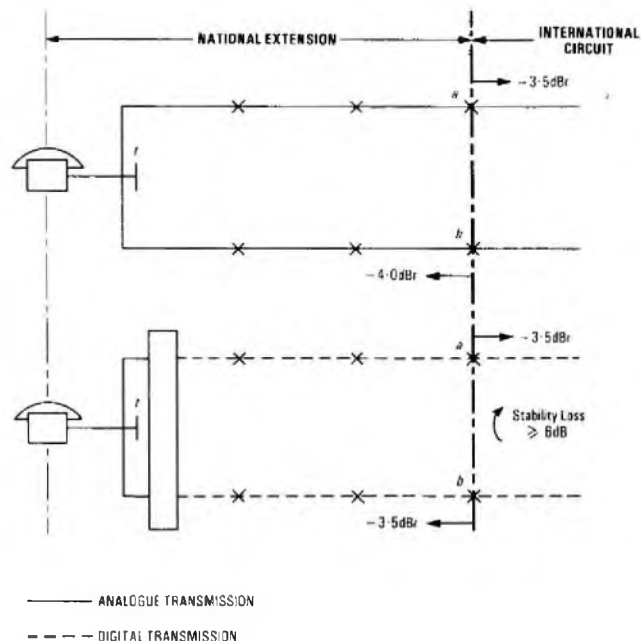 NATIONAL EXTENSION
INTERNATIONAL
CIRCUIT
−3·5dBr
a
t
b
−4·0dBr
−3·5dBr
a
t
Stability Loss
≥ 6dB
b
−3·5dBr
ANALOGUE TRANSMISSION
DIGITAL TRANSMISSION